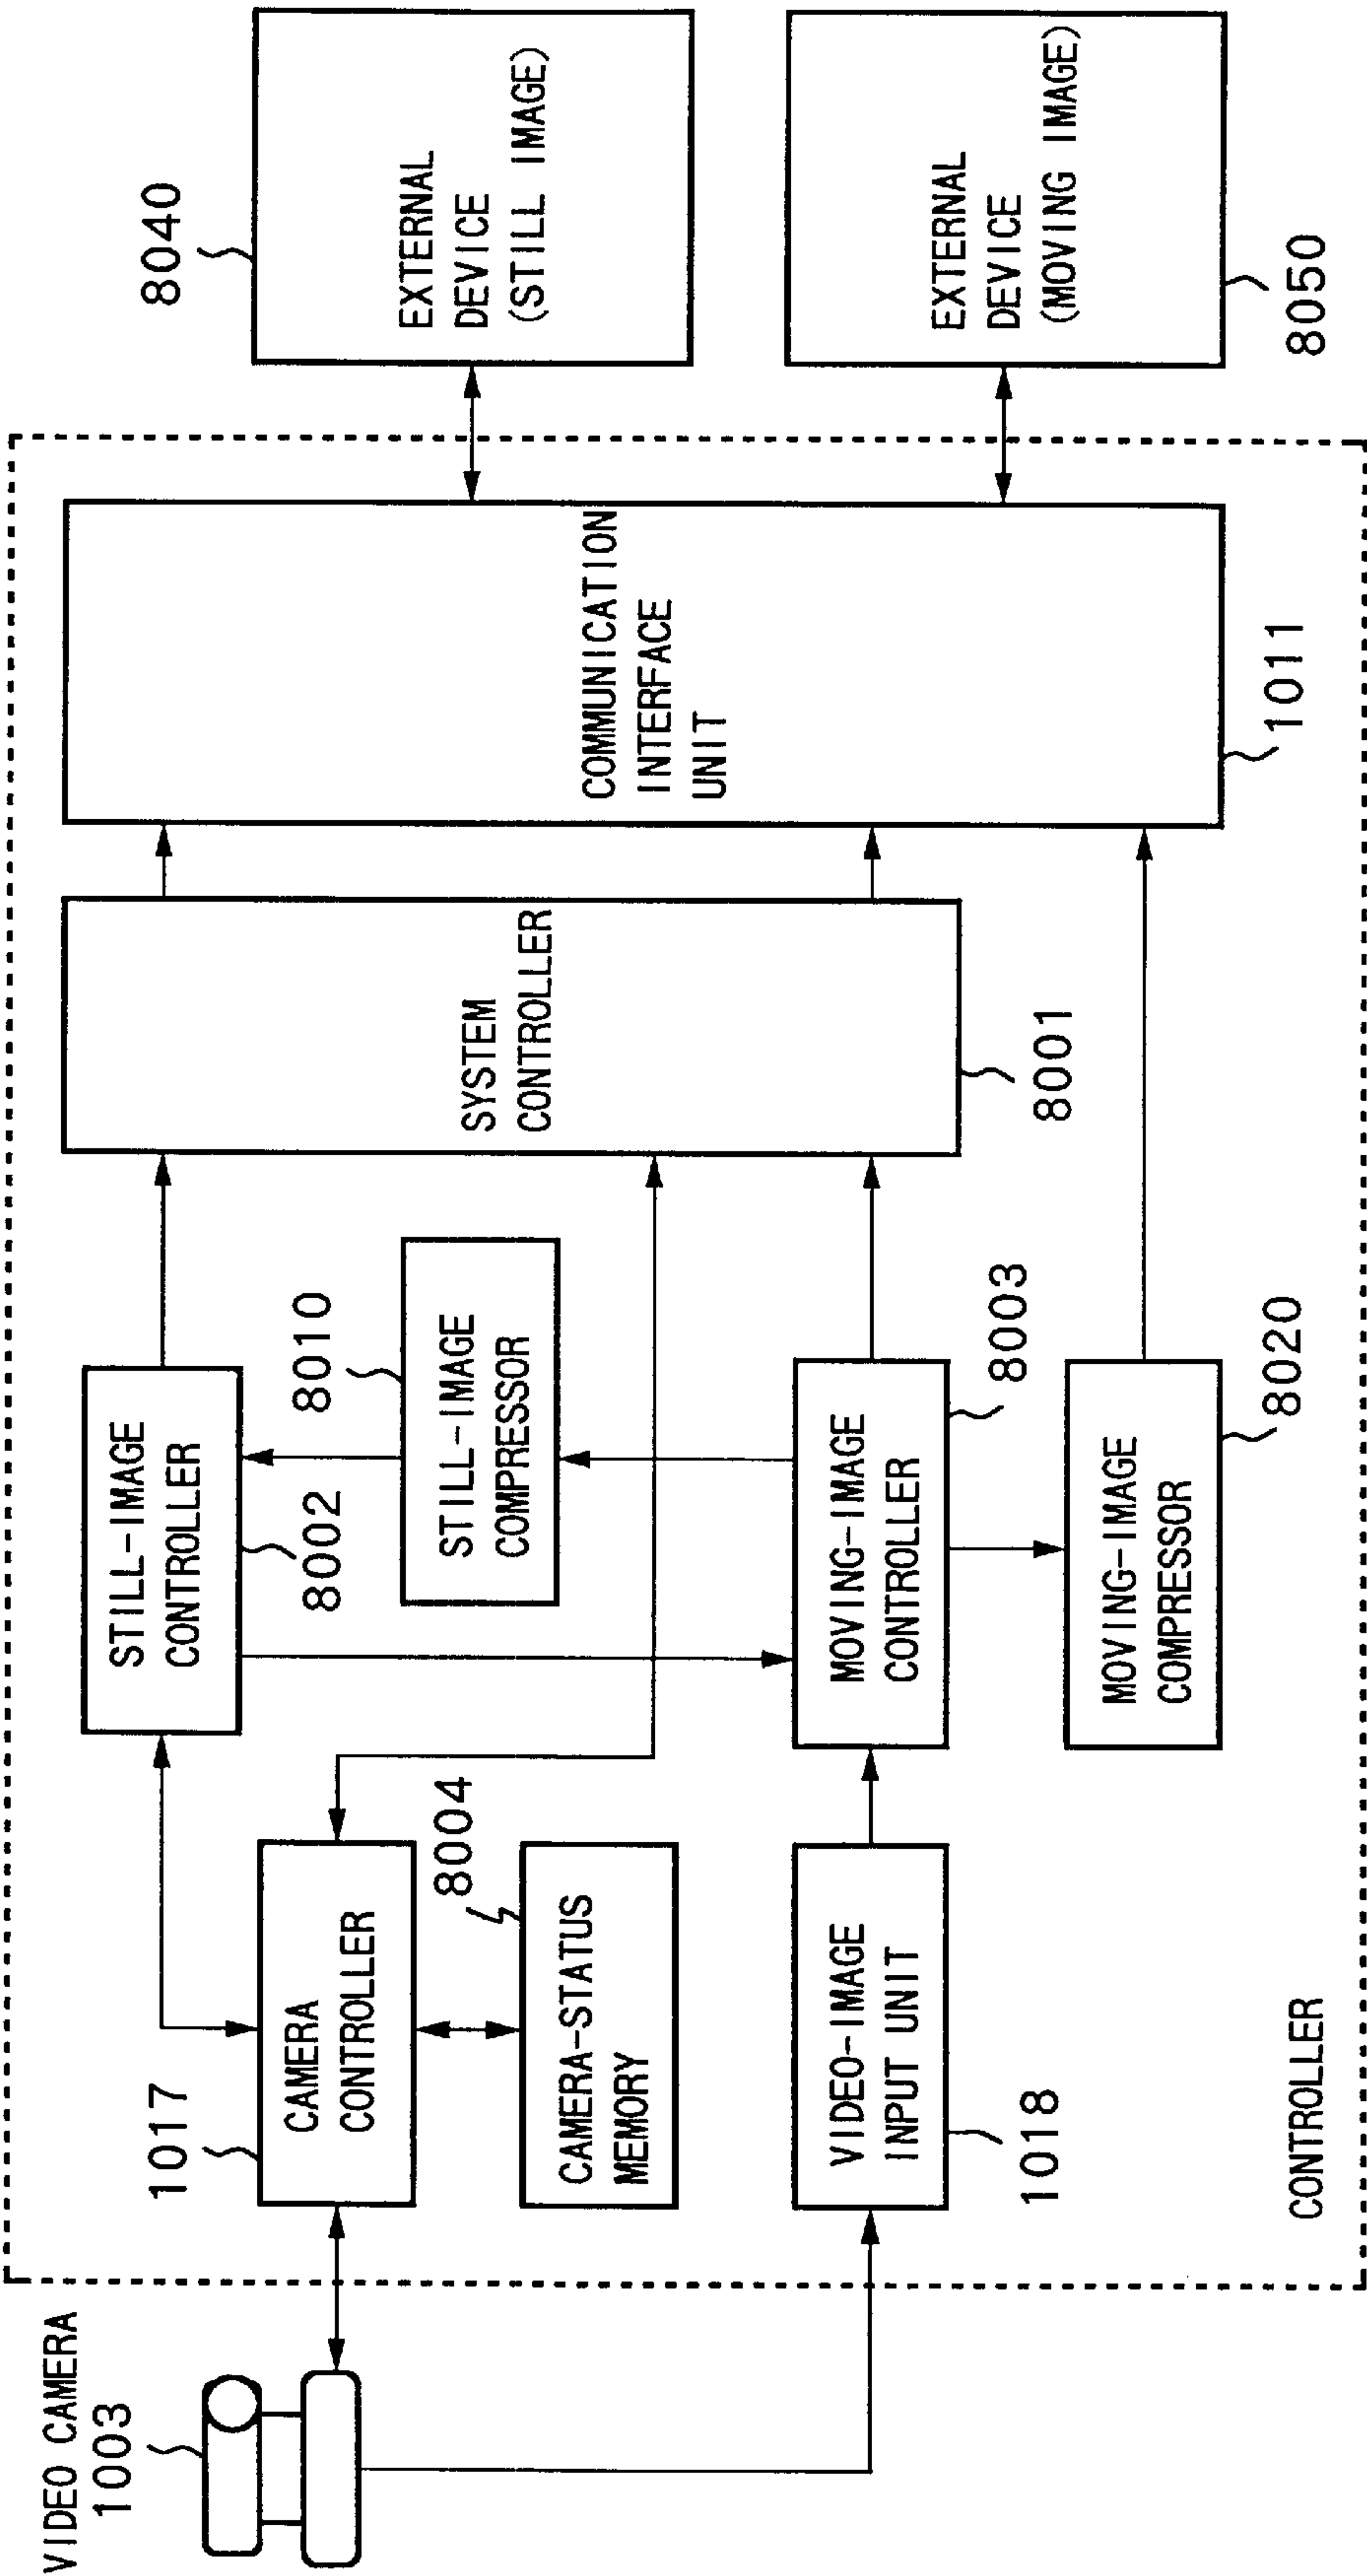 VIDEO CAMERA
1003
1017
CAMERA
CONTROLLER
8004
CAMERA-STATUS
MEMORY
VIDEO-IMAGE
INPUT UNIT
1018
STILL-IMAGE
CONTROLLER
8002
8010
STILL-IMAGE
COMPRESSOR
MOVING-IMAGE
CONTROLLER
8003
MOVING-IMAGE
COMPRESSOR
8020
SYSTEM
CONTROLLER
8001
COMMUNICATION
INTERFACE
UNIT
1011
8040
EXTERNAL
DEVICE
(STILL IMAGE)
EXTERNAL
DEVICE
(MOVING IMAGE)
8050
CONTROLLER